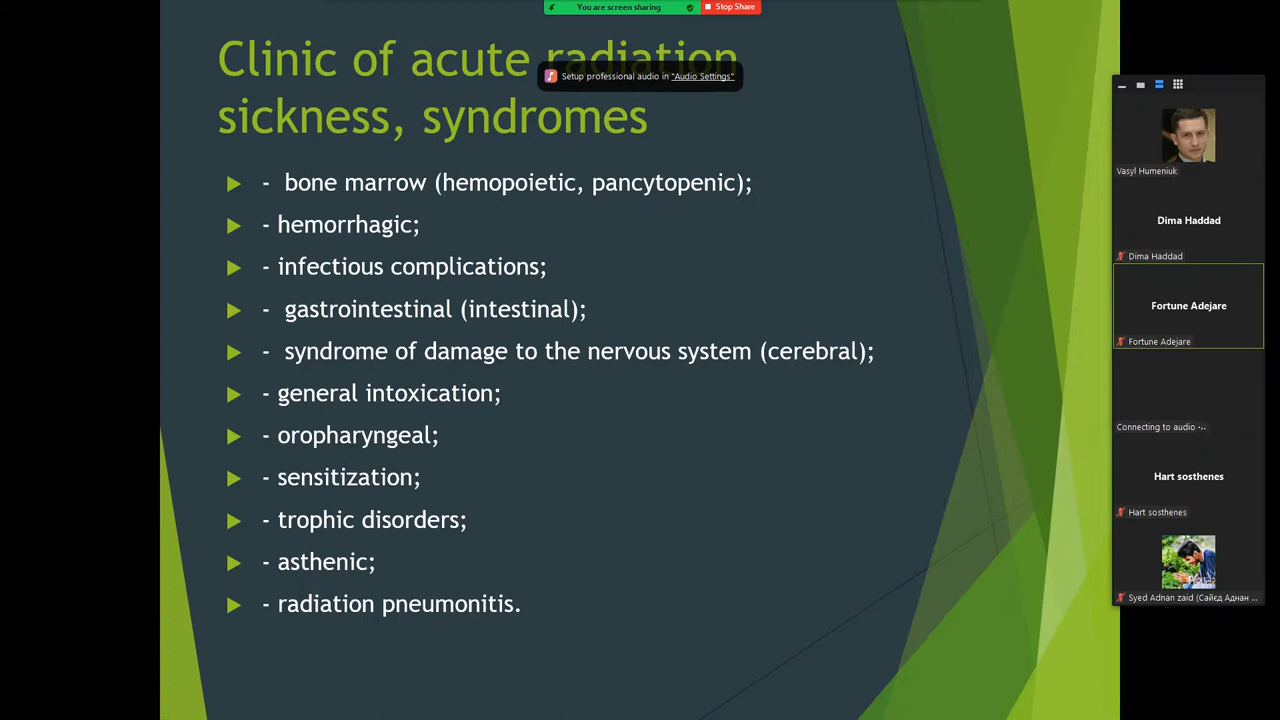 You are screen sharing
Stop Share
Clinic of acute radiation
sickness, syndromes
Setup professional audio in "Audio Settings"
- bone marrow (hemopoietic, pancytopenic);
- hemorrhagic;
- infectious complications;
- gastrointestinal (intestinal);
- syndrome of damage to the nervous system (cerebral);
- general intoxication;
- oropharyngeal;
- sensitization;
- trophic disorders;
- asthenic;
- radiation pneumonitis.
Vasyl Humeniuk
Dima Haddad
Dima Haddad
Fortune Adejare
Fortune Adejare
Connecting to audio ···
Hart sosthenes
Hart sosthenes
Syed Adnan zaid (Сайєд Аднан ...